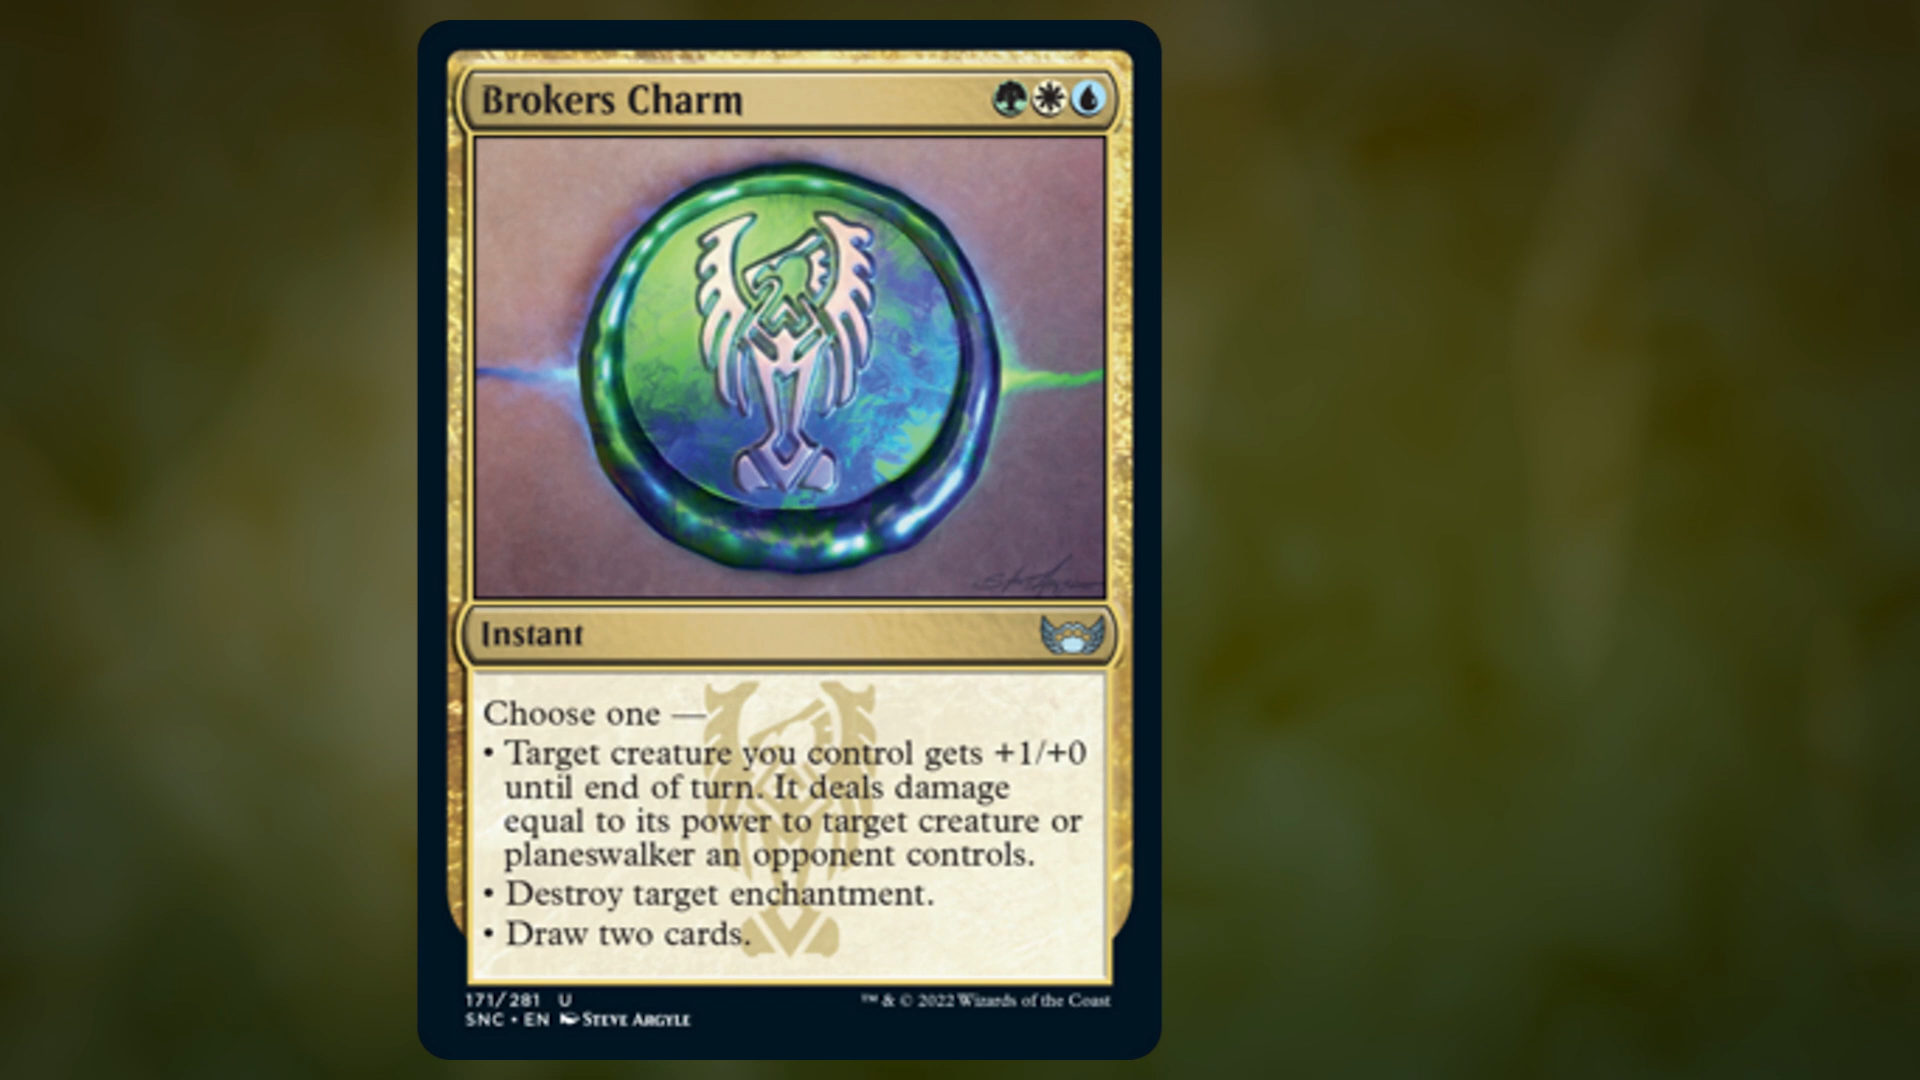 Brokers Charm
Instant
Choose one —
• Target creature you control gets +1/+0
until end of turn. It deals damage
equal to its power to target creature or
planeswalker an opponent controls.
• Destroy target enchantment.
• Draw two cards.
171/281 U
™ & © 2022 Wizards of the Coast
SNC • EN STEVE ARGYLE